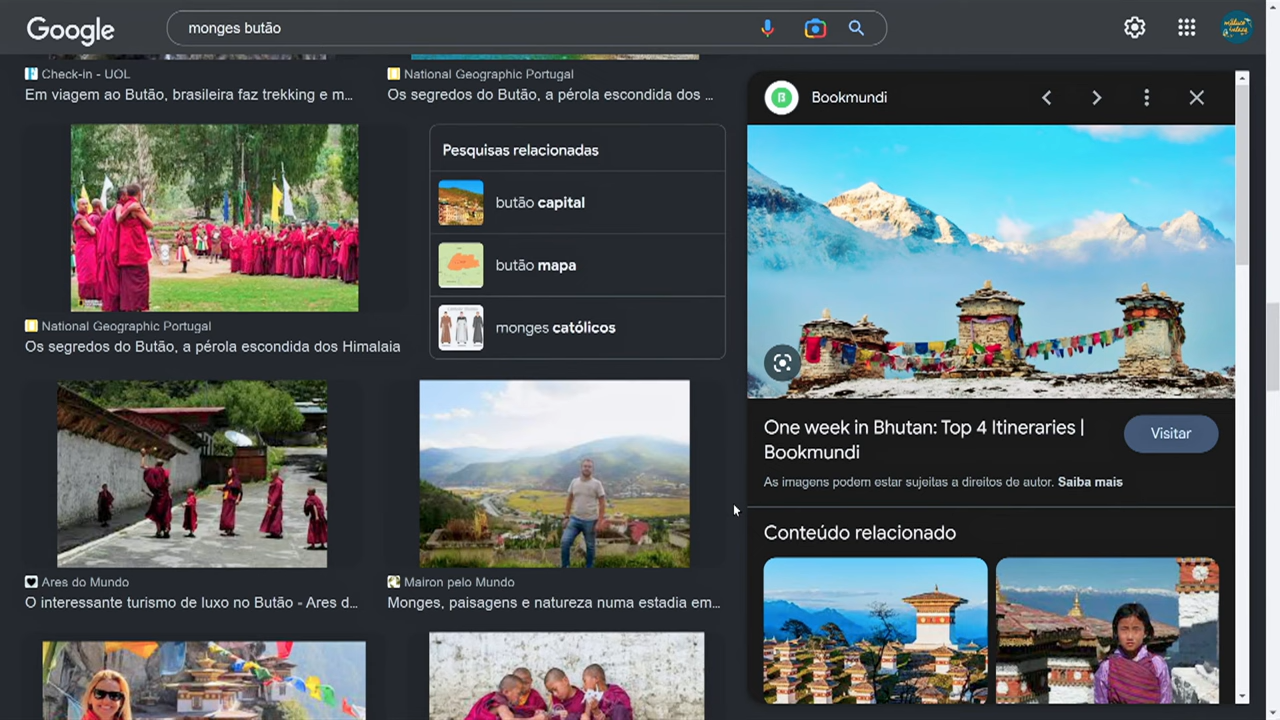 Google
monges butão
Check-in - UOL
Em viagem ao Butão, brasileira faz trekking e m...
National Geographic Portugal
Os segredos do Butão, a pérola escondida dos ...
National Geographic Portugal
Os segredos do Butão, a pérola escondida dos Himalaia
Pesquisas relacionadas
butão capital
butão mapa
monges católicos
Ares do Mundo
O interessante turismo de luxo no Butão - Ares d...
Mairon pelo Mundo
Monges, paisagens e natureza numa estadia em...
Bookmundi
One week in Bhutan: Top 4 Itineraries |
Bookmundi
Visitar
As imagens podem estar sujeitas a direitos de autor. Saiba mais
Conteúdo relacionado